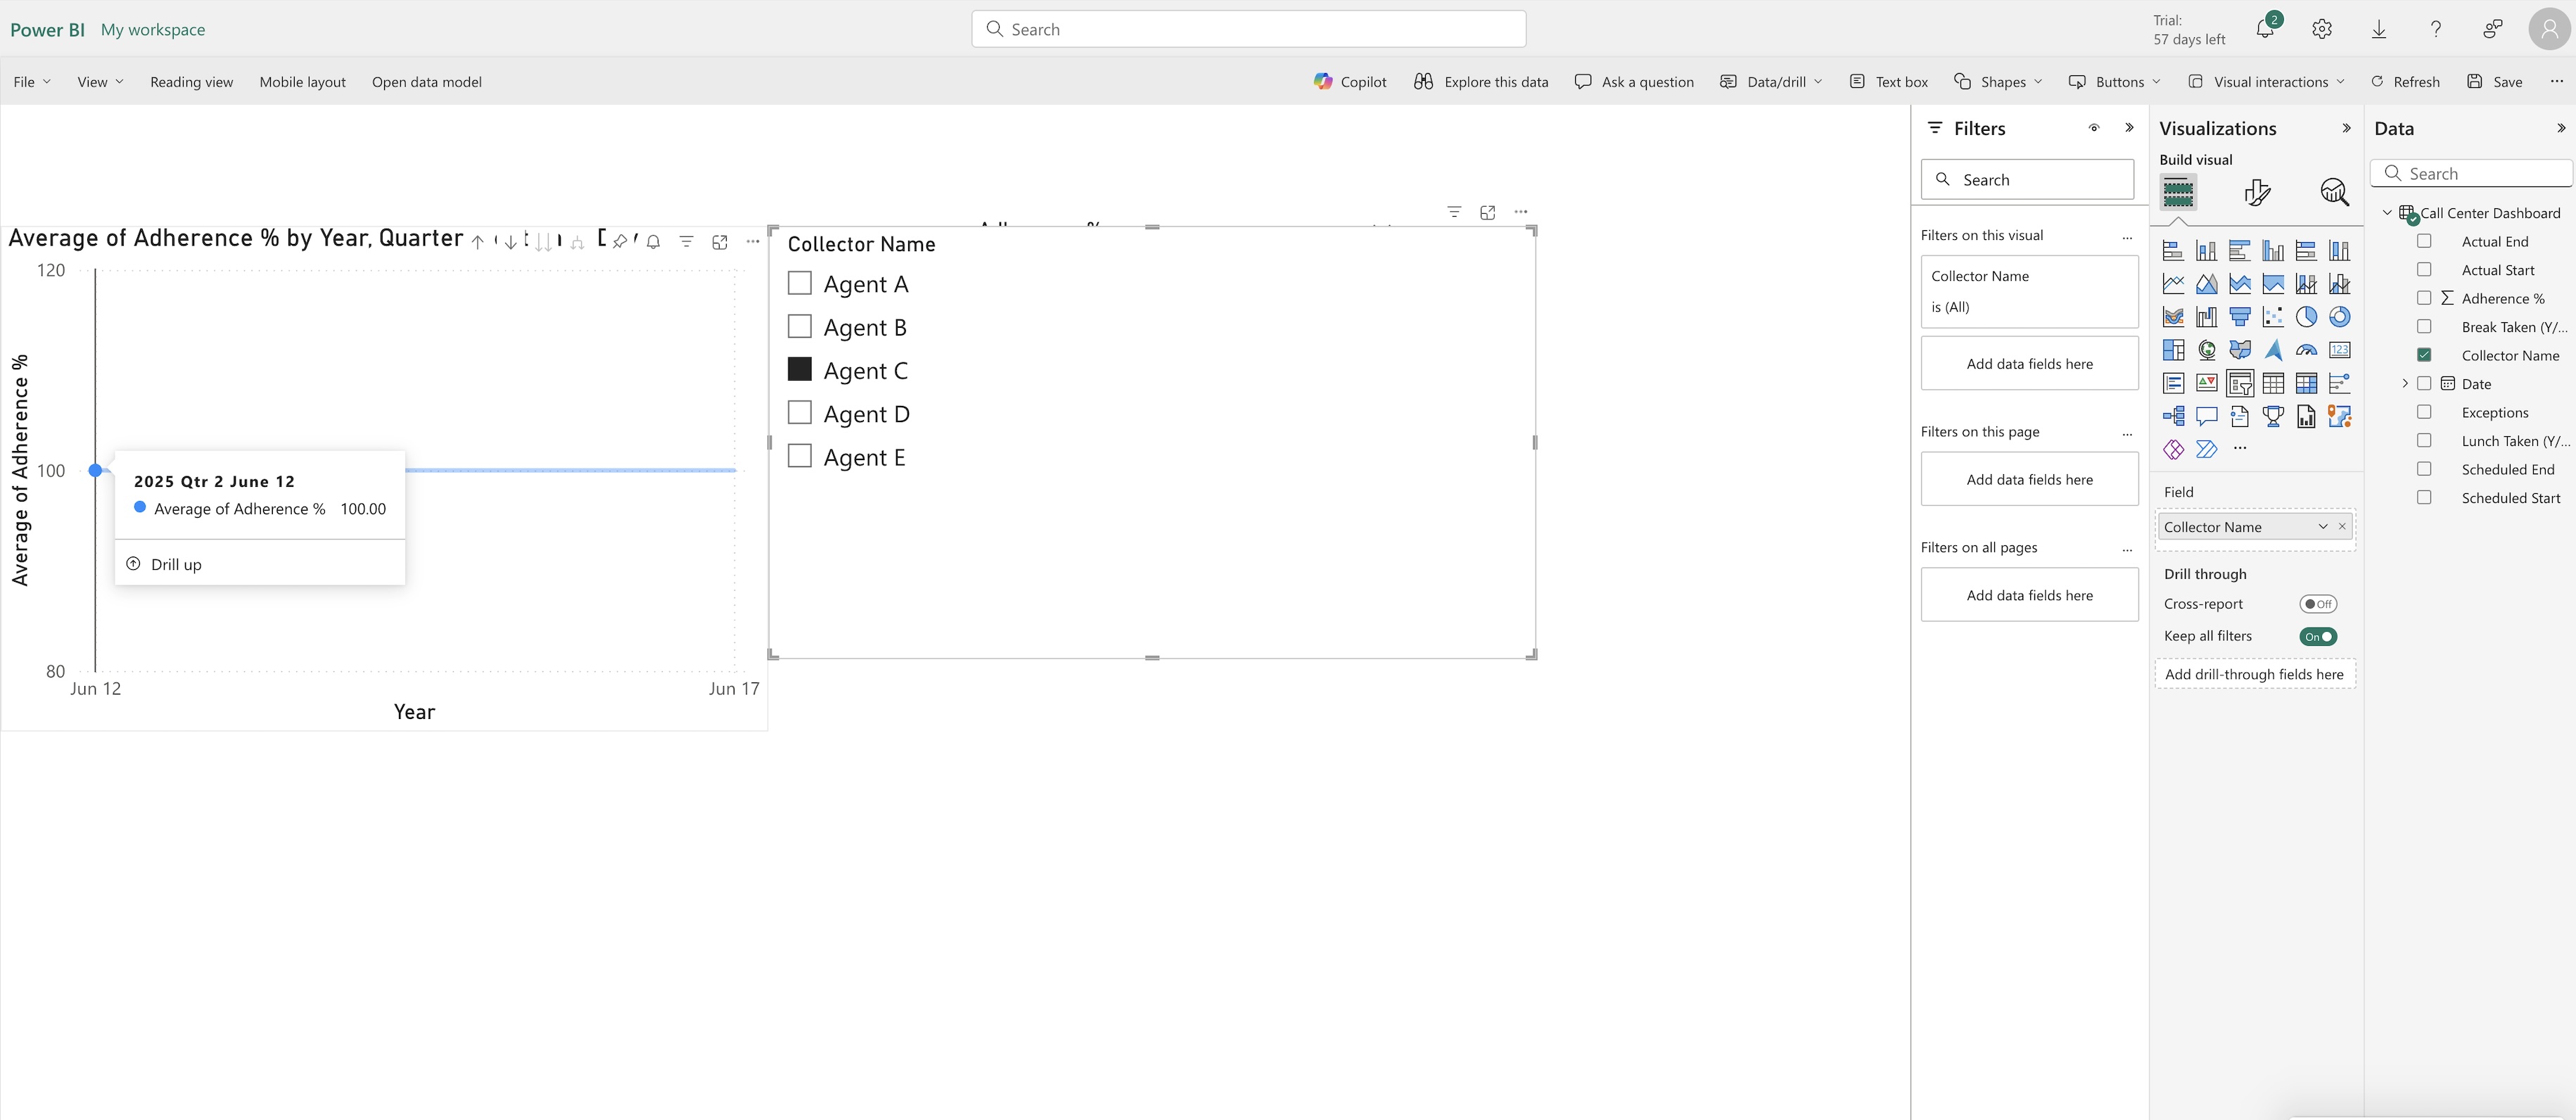 Power BI My workspace
Search
Trial:
57 days left
2
File View Reading view Mobile layout Open data model
Copilot Explore this data Ask a question Data/drill Text box Shapes Buttons Visual interactions Refresh Save ...
Average of Adherence % by Year, Quarter
120
100
80
Average of Adherence %
Jun 12 Jun 17
Year
2025 Qtr 2 June 12
Average of Adherence % 100.00
Drill up
Collector Name
Agent A
Agent B
Agent C
Agent D
Agent E
Filters
Search
Filters on this visual ...
Collector Name
is (All)
Add data fields here
Filters on this page ...
Add data fields here
Filters on all pages ...
Add data fields here
Visualizations
Build visual
123
...
Field
Collector Name
Drill through
Cross-report Off
Keep all filters On
Add drill-through fields here
Data
Search
Call Center Dashboard
Actual End
Actual Start
Σ Adherence %
Break Taken (Y/...
Collector Name
Date
Exceptions
Lunch Taken (Y/...
Scheduled End
Scheduled Start